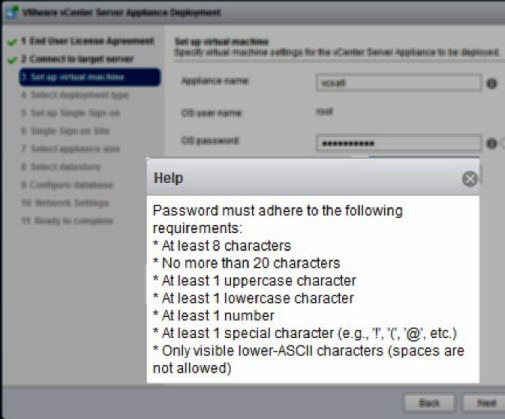 VMware vCenter Server Appliance Deployment
1 End User License Agreement
2 Connect to target server
3 Set up virtual machine
4 Select deployment type
5 Set up Single Sign-on
6 Single Sign-on Site
7 Select appliance size
8 Select datastore
9 Configure database
10 Network Settings
11 Ready to complete
Set up virtual machine
Specify virtual machine settings for the vCenter Server Appliance to be deployed.
Appliance name:
vcsa6
OS user name:
root
OS password:
Help
Password must adhere to the following
requirements:
* At least 8 characters
* No more than 20 characters
* At least 1 uppercase character
* At least 1 lowercase character
* At least 1 number
* At least 1 special character (e.g., '!', '(', '@', etc.)
* Only visible lower-ASCII characters (spaces are
not allowed)
Back
Next